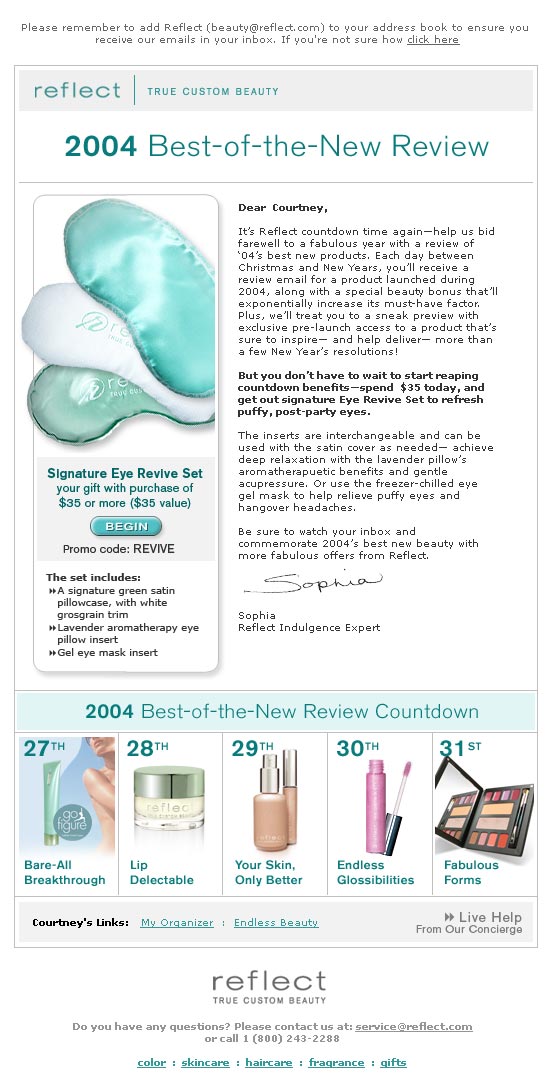 Please remember to add Reflect (beauty@reflect.com) to your address book to ensure you
receive our emails in your inbox. If you're not sure how click here
reflect | TRUE CUSTOM BEAUTY
2004 Best-of-the-New Review
Dear Courtney,
It's Reflect countdown time again—help us bid
farewell to a fabulous year with a review of
'04's best new products. Each day between
Christmas and New Years, you'll receive a
review email for a product launched during
2004, along with a special beauty bonus that'll
exponentially increase its must-have factor.
Plus, we'll treat you to a sneak preview with
exclusive pre-launch access to a product that's
sure to inspire— and help deliver— more than
a few New Year's resolutions!
But you don't have to wait to start reaping
countdown benefits—spend $35 today, and
get out signature Eye Revive Set to refresh
puffy, post-party eyes.
The inserts are interchangeable and can be
used with the satin cover as needed— achieve
deep relaxation with the lavender pillow's
aromatherapuetic benefits and gentle
acupressure. Or use the freezer-chilled eye
gel mask to help relieve puffy eyes and
hangover headaches.
Be sure to watch your inbox and
commemorate 2004's best new beauty with
more fabulous offers from Reflect.
Sophia
Sophia
Reflect Indulgence Expert
Signature Eye Revive Set
your gift with purchase of
$35 or more ($35 value)
BEGIN
Promo code: REVIVE
The set includes:
A signature green satin
pillowcase, with white
grosgrain trim
Lavender aromatherapy eye
pillow insert
Gel eye mask insert
2004 Best-of-the-New Review Countdown
27TH
go figure
Bare-All
Breakthrough
28TH
reflect
Lip
Delectable
29TH
reflect
Your Skin,
Only Better
30TH
Endless
Glossibilities
31ST
Fabulous
Forms
Courtney's Links: My Organizer : Endless Beauty
Live Help
From Our Concierge
reflect
TRUE CUSTOM BEAUTY
Do you have any questions? Please contact us at: service@reflect.com
or call 1 (800) 243-2288
color : skincare : haircare : fragrance : gifts